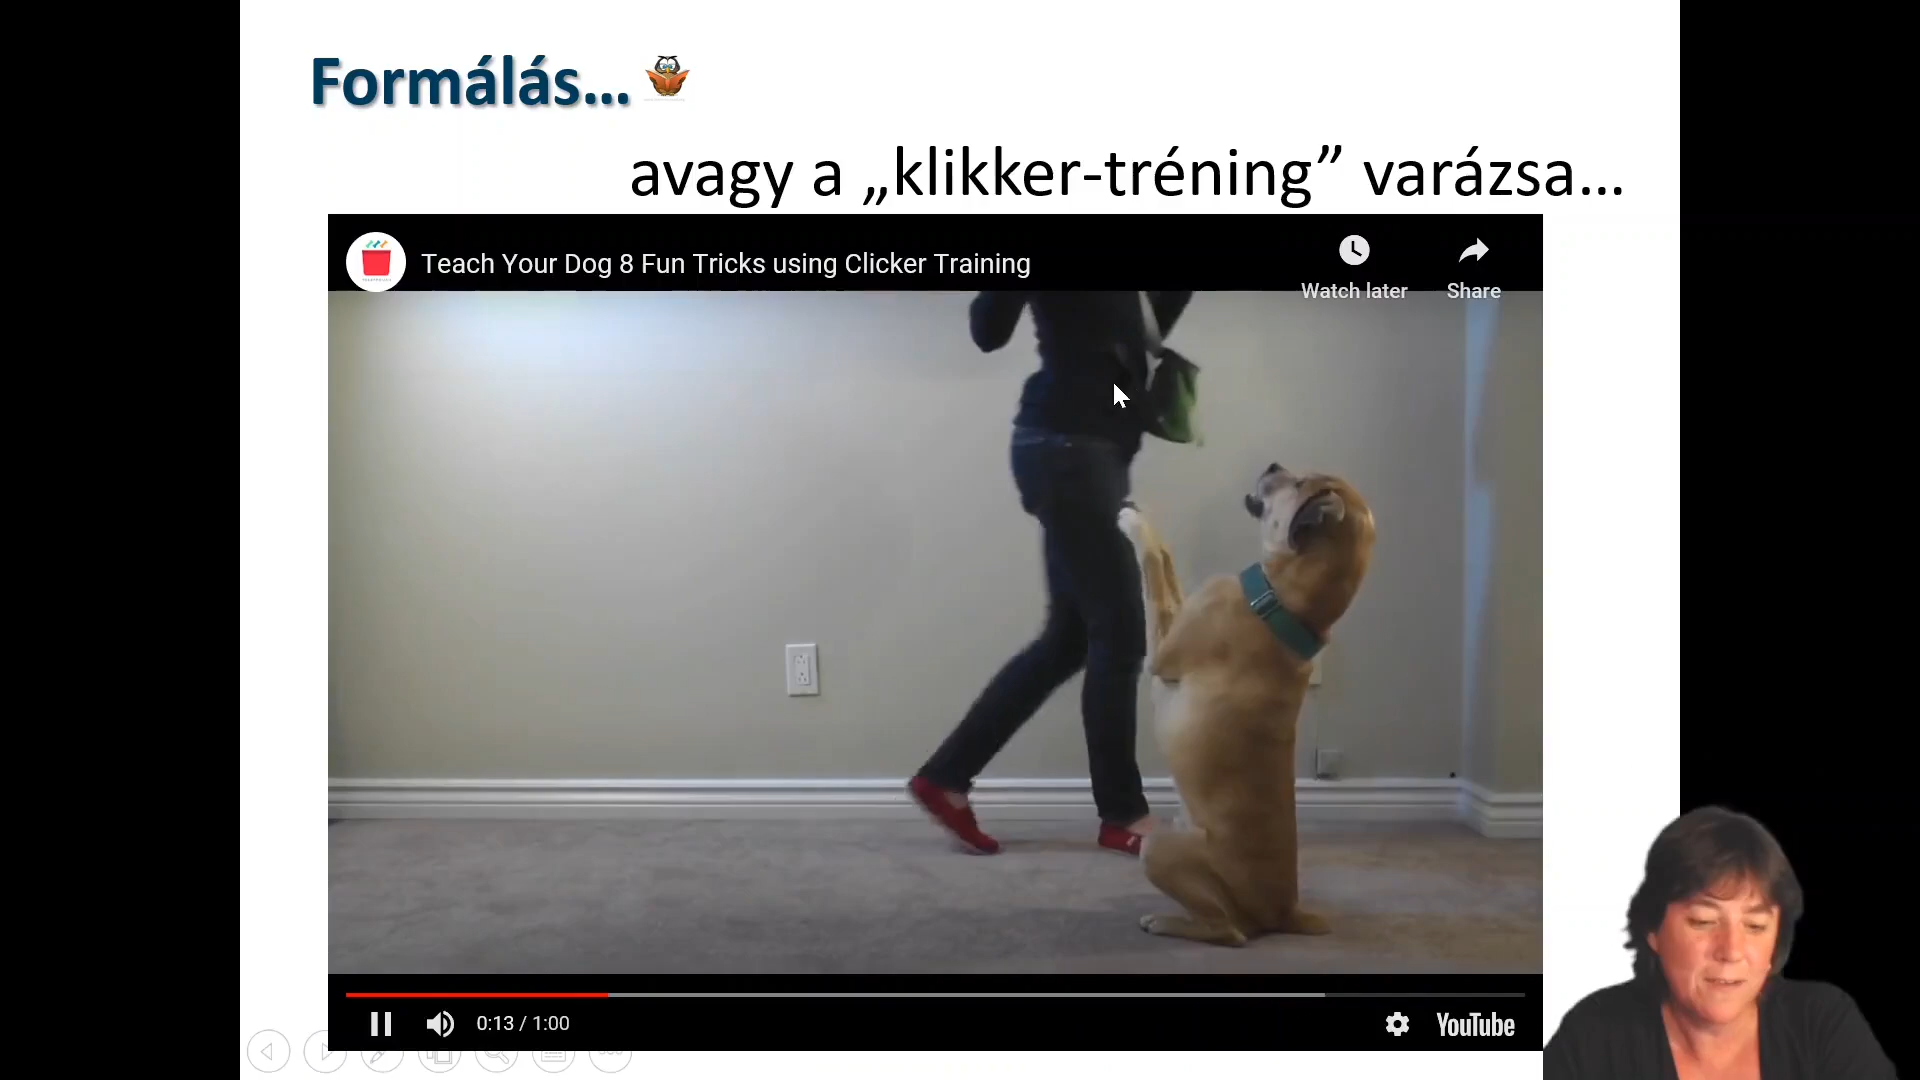 Formálás...
avagy a „klikker-tréning” varázsa...
Teach Your Dog 8 Fun Tricks using Clicker Training
Watch later
Share
0:13 / 1:00
YouTube